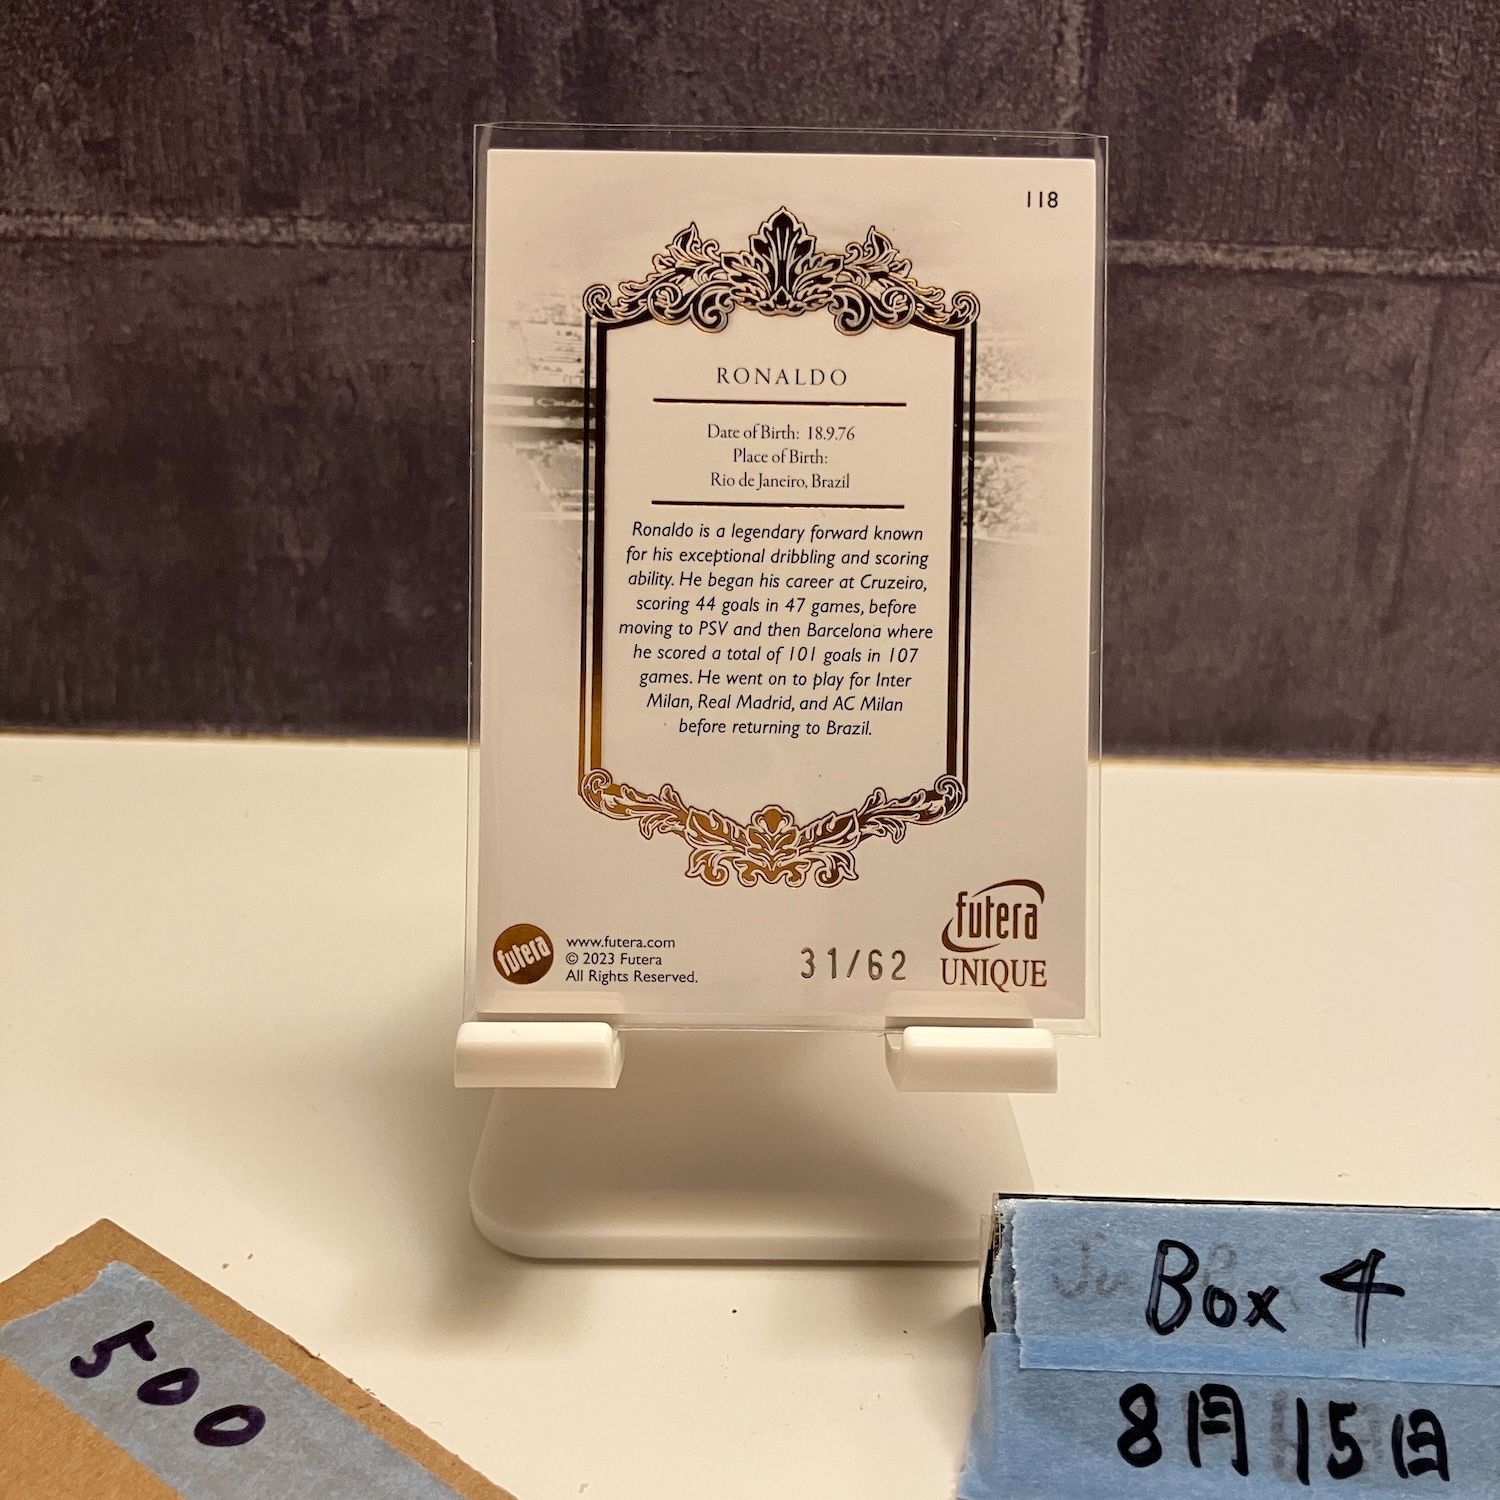 118
RONALDO
Date of Birth: 18.9.76
Place of Birth:
Rio de Janeiro, Brazil
Ronaldo is a legendary forward known
for his exceptional dribbling and scoring
ability. He began his career at Cruzeiro,
scoring 44 goals in 47 games, before
moving to PSV and then Barcelona where
he scored a total of 101 goals in 107
games. He went on to play for Inter
Milan, Real Madrid, and AC Milan
before returning to Brazil.
futera
www.futera.com
© 2023 Futera
All Rights Reserved.
31/62
futera
UNIQUE
Box 4
8月15日
500